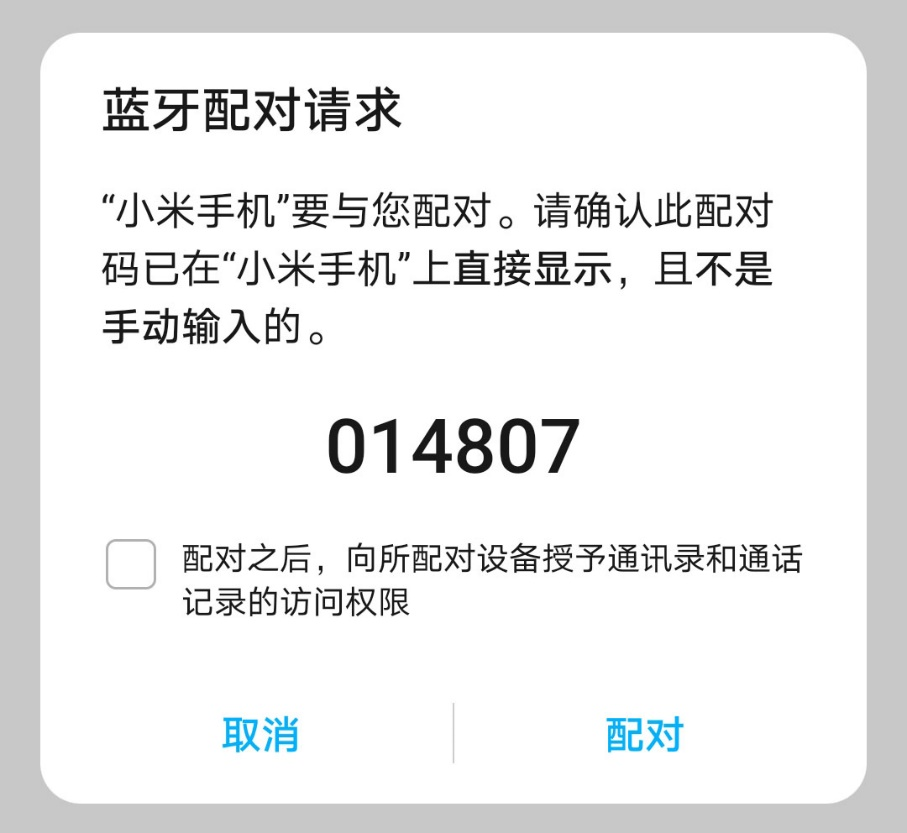 蓝牙配对请求
“小米手机”要与您配对。请确认此配对
码已在“小米手机”上直接显示，且不是
手动输入的。
014807
配对之后，向所配对设备授予通讯录和通话
记录的访问权限
取消
配对